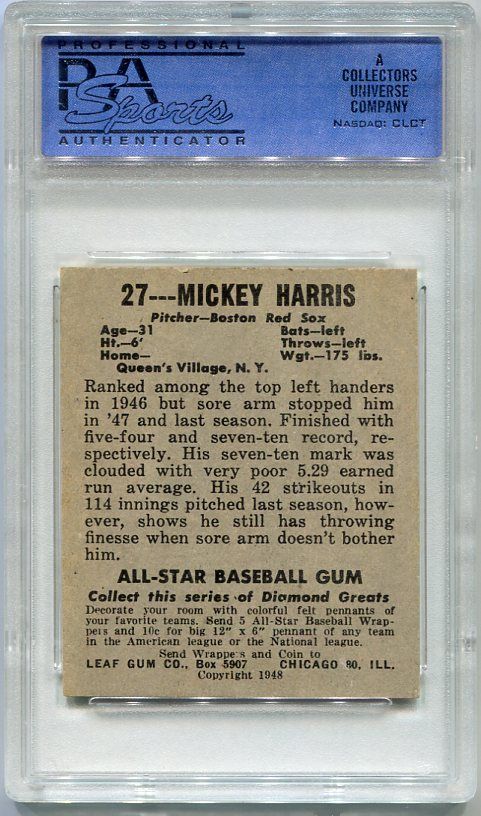 PROFESSIONAL
PSA
Sports
AUTHENTICATOR
A
COLLECTORS
UNIVERSE
COMPANY
NASDAQ: CLCT
27---MICKEY HARRIS
Pitcher—Boston Red Sox
Age—31 Bats—left
Ht.—6' Throws—left
Home— Wgt.—175 lbs.
Queen's Village, N. Y.
Ranked among the top left handers
in 1946 but sore arm stopped him
in '47 and last season. Finished with
five-four and seven-ten record, re-
spectively. His seven-ten mark was
clouded with very poor 5.29 earned
run average. His 42 strikeouts in
114 innings pitched last season, how-
ever, shows he still has throwing
finesse when sore arm doesn't bother
him.
ALL-STAR BASEBALL GUM
Collect this series of Diamond Greats
Decorate your room with colorful felt pennants of
your favorite teams. Send 5 All-Star Baseball Wrap-
pers and 10c for big 12" x 6" pennant of any team
in the American league or the National league.
Send Wrappers and Coin to
LEAF GUM CO., Box 5907 CHICAGO 80, ILL.
Copyright 1948